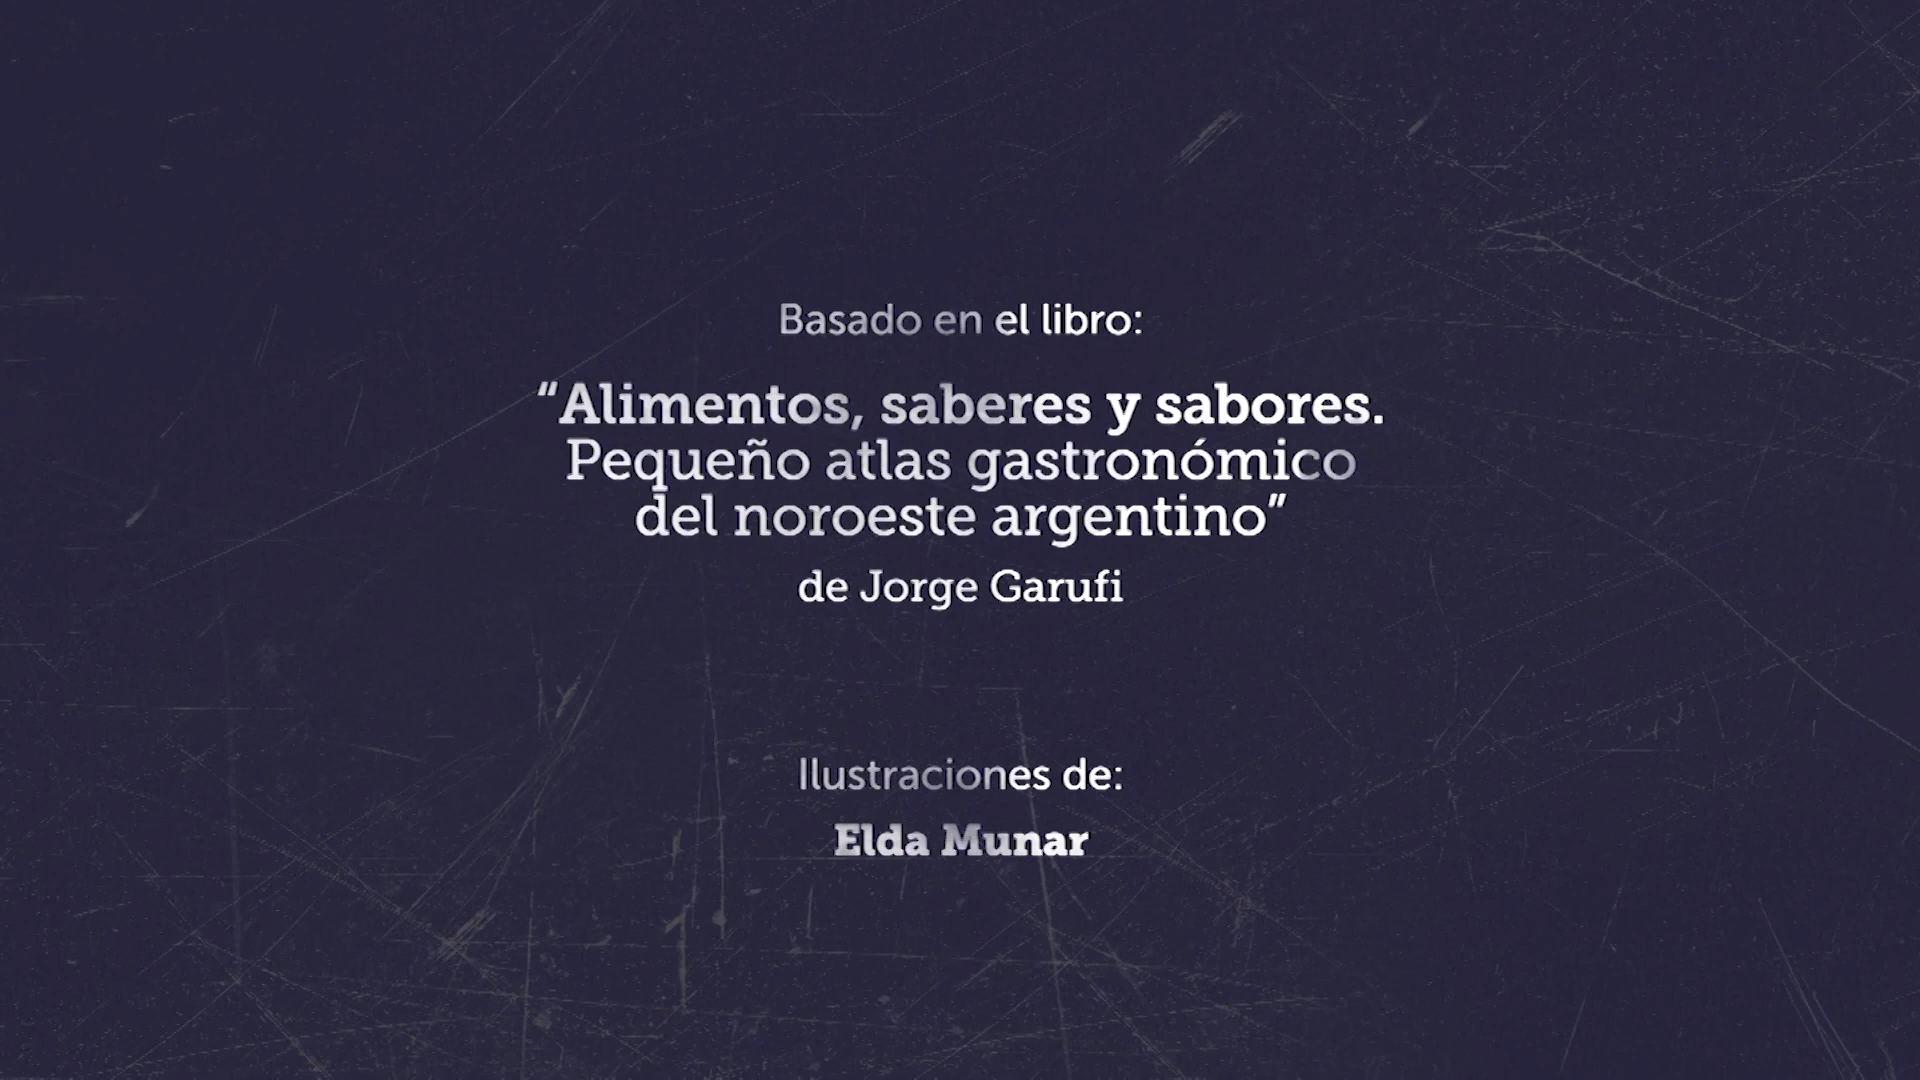 Basado en el libro:
“Alimentos, saberes y sabores.
Pequeño atlas gastronómico
del noroeste argentino”
de Jorge Garufi
Ilustraciones de:
Elda Munar